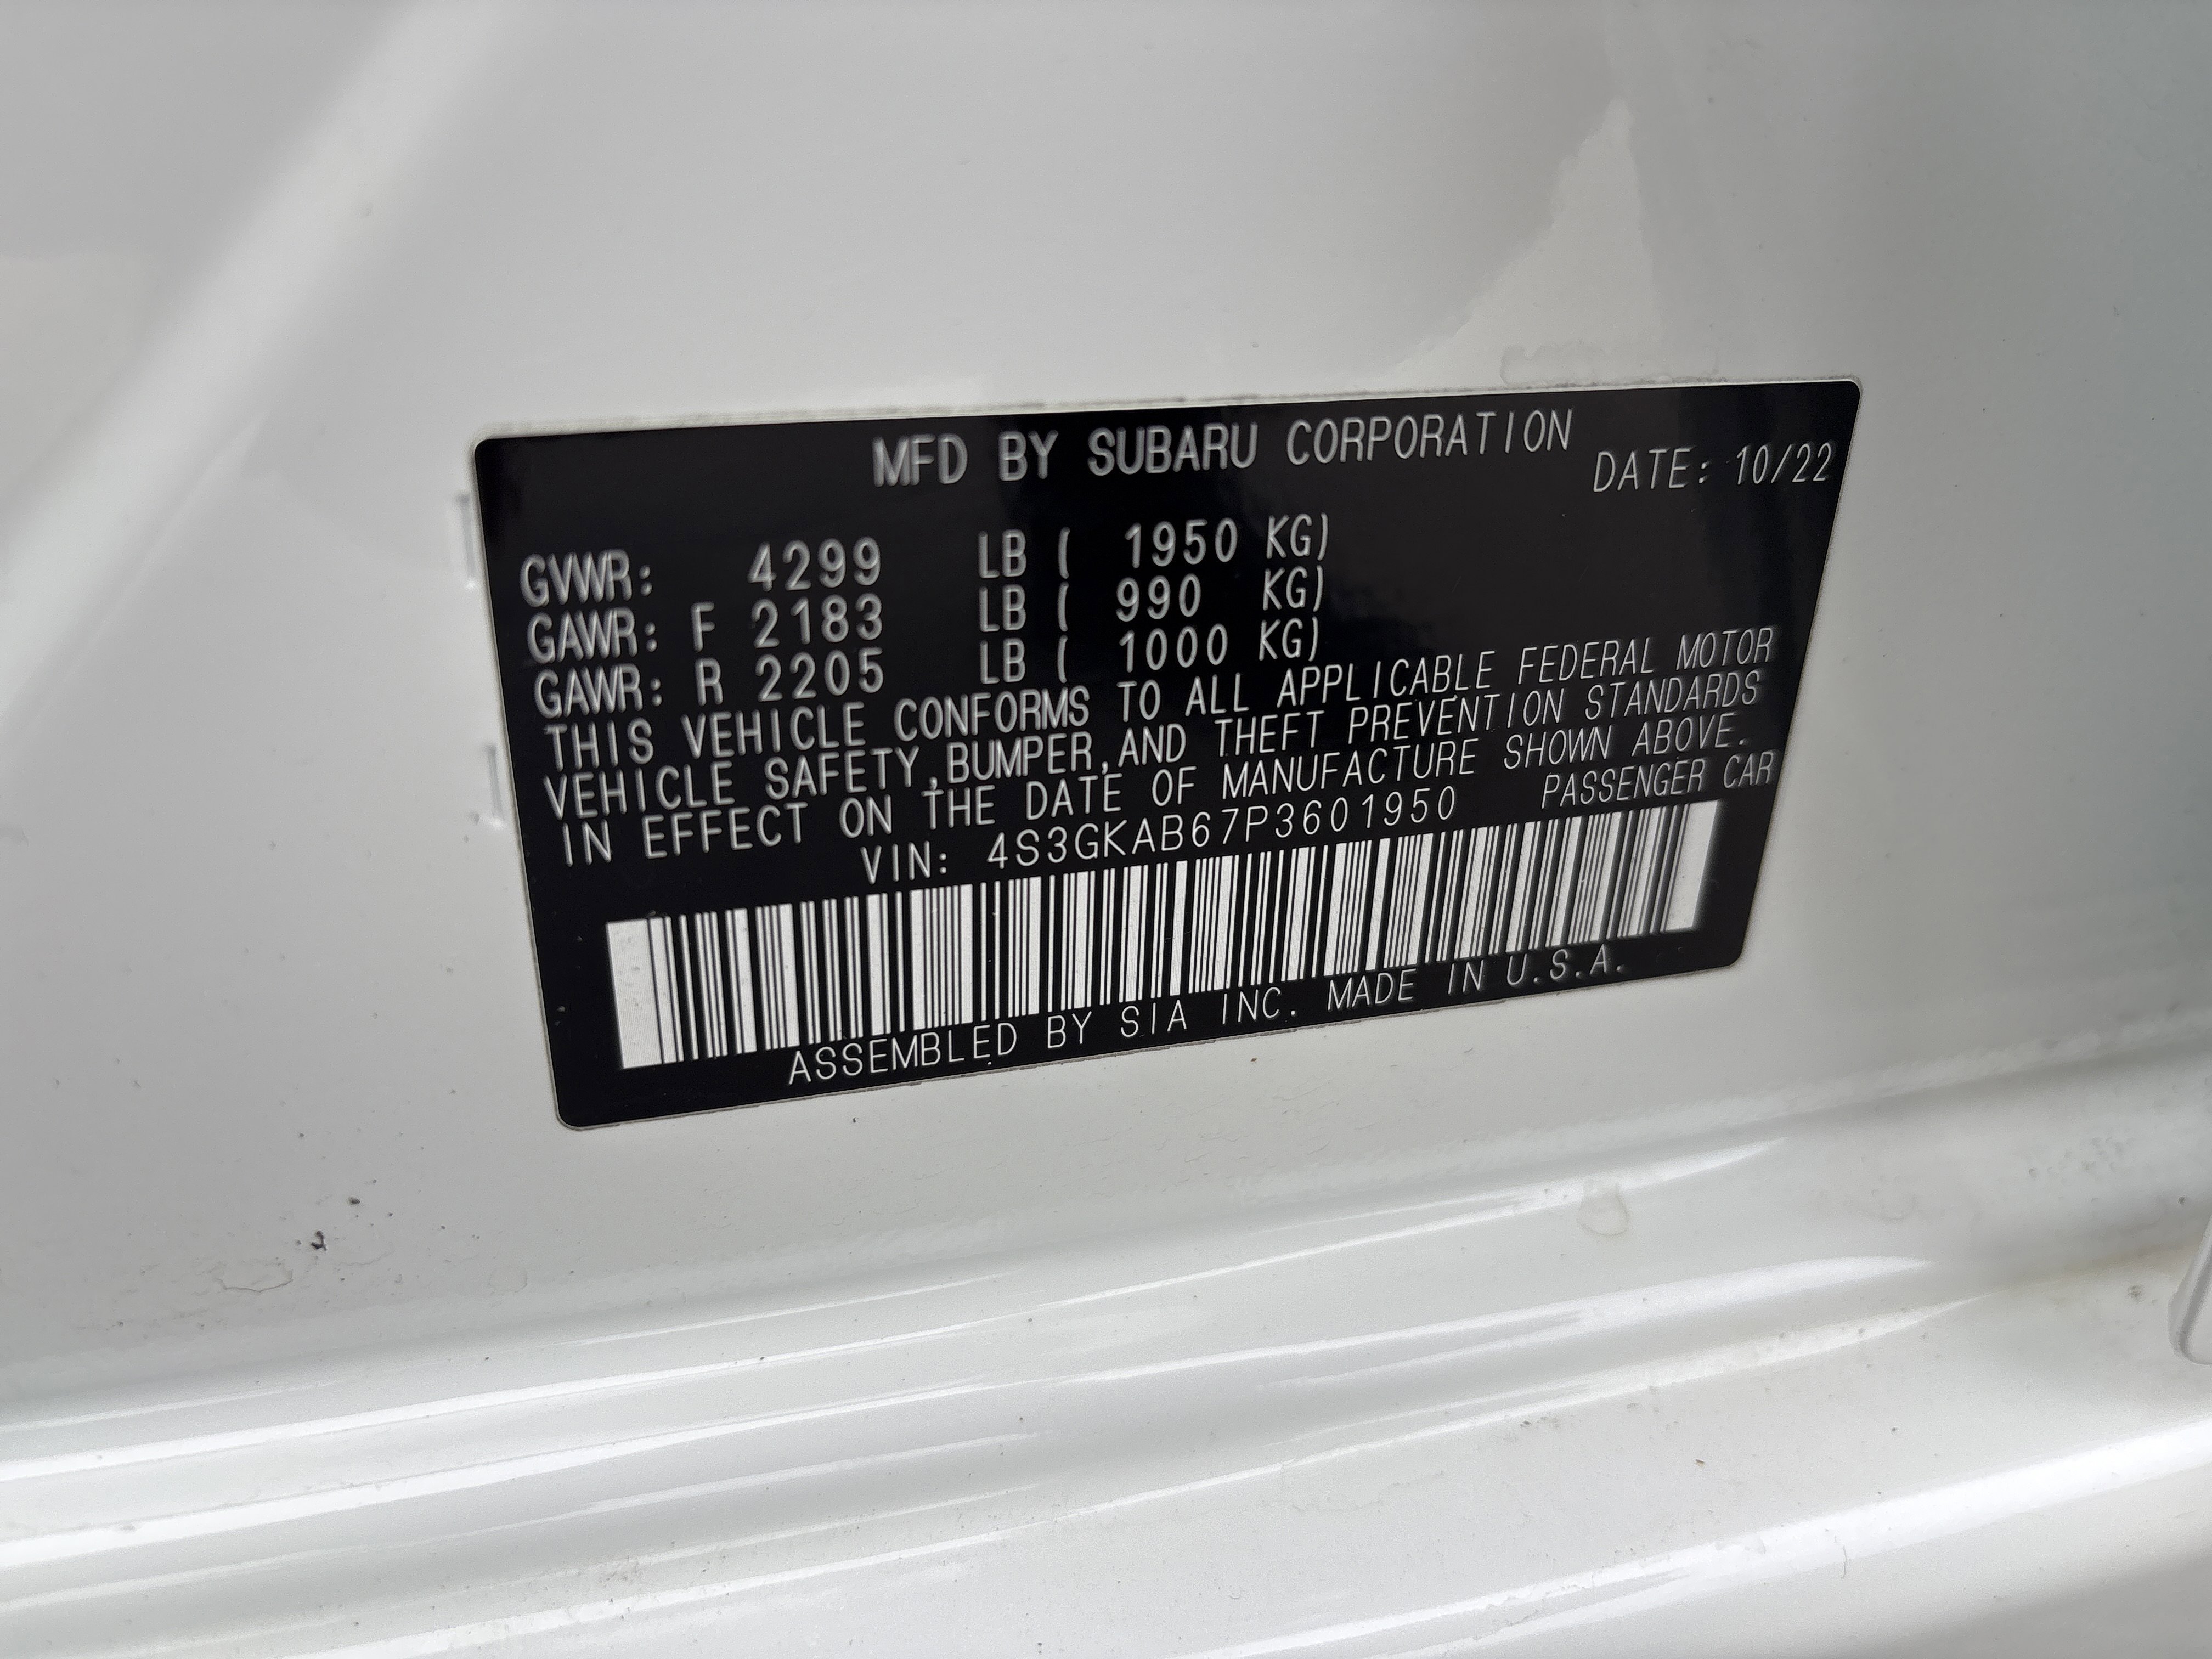 MFD BY SUBARU CORPORATION
DATE: 10/22
GVWR: 4299 LB ( 1950 KG)
GAWR: F 2183 LB ( 990 KG)
GAWR: R 2205 LB ( 1000 KG)
THIS VEHICLE CONFORMS TO ALL APPLICABLE FEDERAL MOTOR
VEHICLE SAFETY,BUMPER,AND THEFT PREVENTION STANDARDS
IN EFFECT ON THE DATE OF MANUFACTURE SHOWN ABOVE.
VIN: 4S3GKAB67P3601950 PASSENGER CAR
ASSEMBLED BY SIA INC. MADE IN U.S.A.